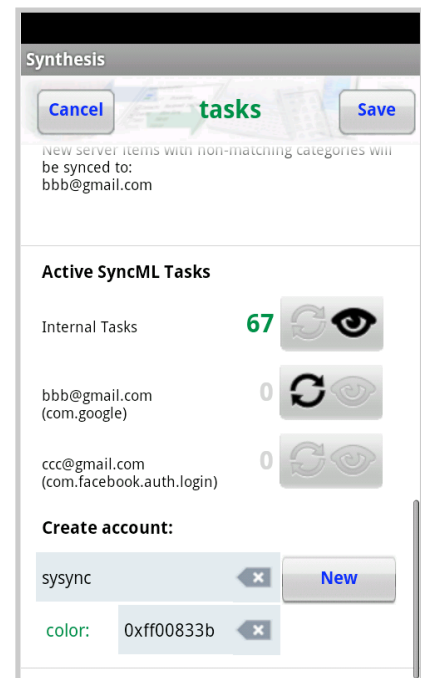 Synthesis
Cancel
tasks
Save
New server items with non-matching categories will
be synced to:
bbb@gmail.com
Active SyncML Tasks
Internal Tasks
67
bbb@gmail.com
(com.google)
0
ccc@gmail.com
(com.facebook.auth.login)
0
Create account:
sysync
New
color:
0xff00833b